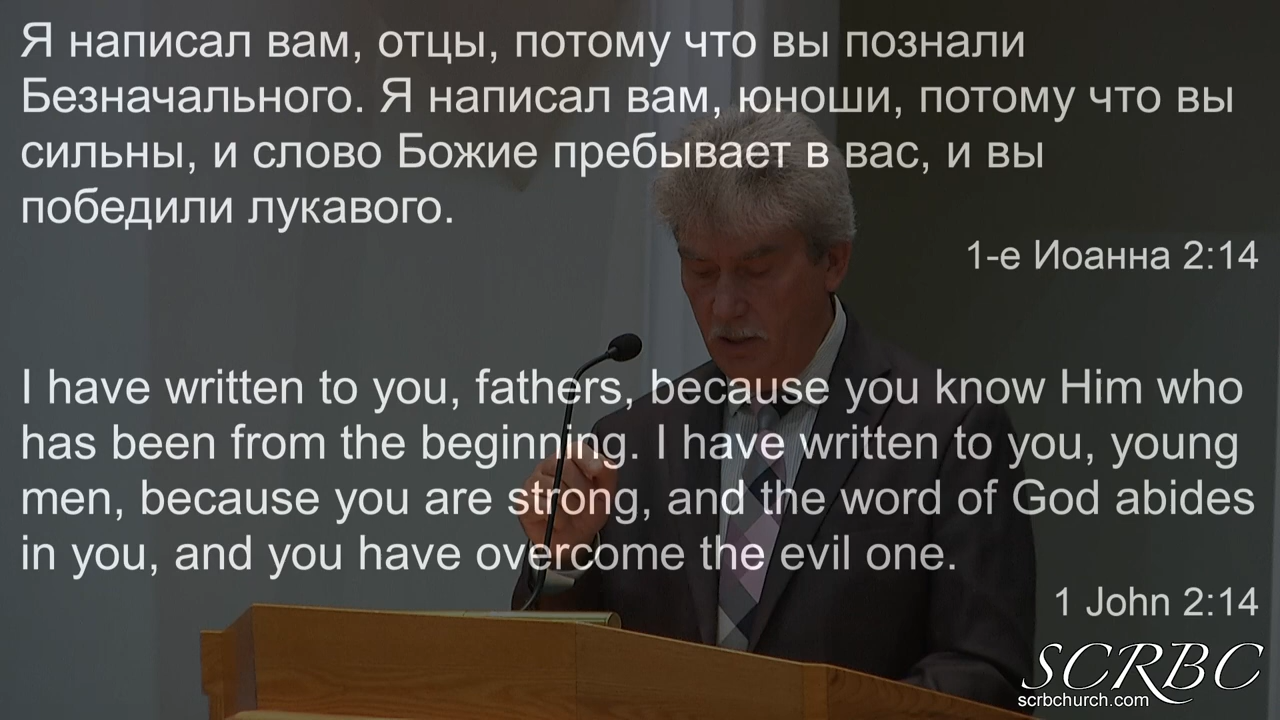 Я написал вам, отцы, потому что вы познали
Безначального. Я написал вам, юноши, потому что вы
сильны, и слово Божие пребывает в вас, и вы
победили лукавого.
1-е Иоанна 2:14
I have written to you, fathers, because you know Him who
has been from the beginning. I have written to you, young
men, because you are strong, and the word of God abides
in you, and you have overcome the evil one.
1 John 2:14
SCRBC
scrbchurch.com